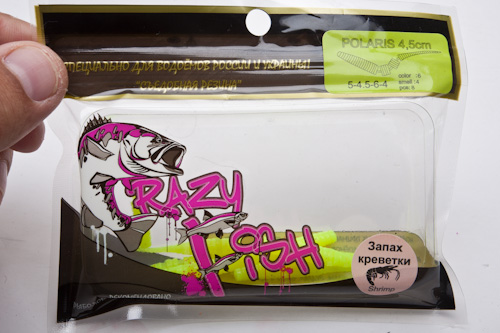 СПЕЦИАЛЬНО ДЛЯ ВОДОЁМОВ РОССИИ И УКРАИНЫ!
"СЪЕДОБНАЯ РЕЗИНА"
POLARIS 4,5cm
5-4.5-6-4
CRAZY
FISH
Запах
креветки
Shrimp
РЕКОМЕНДОВАНО